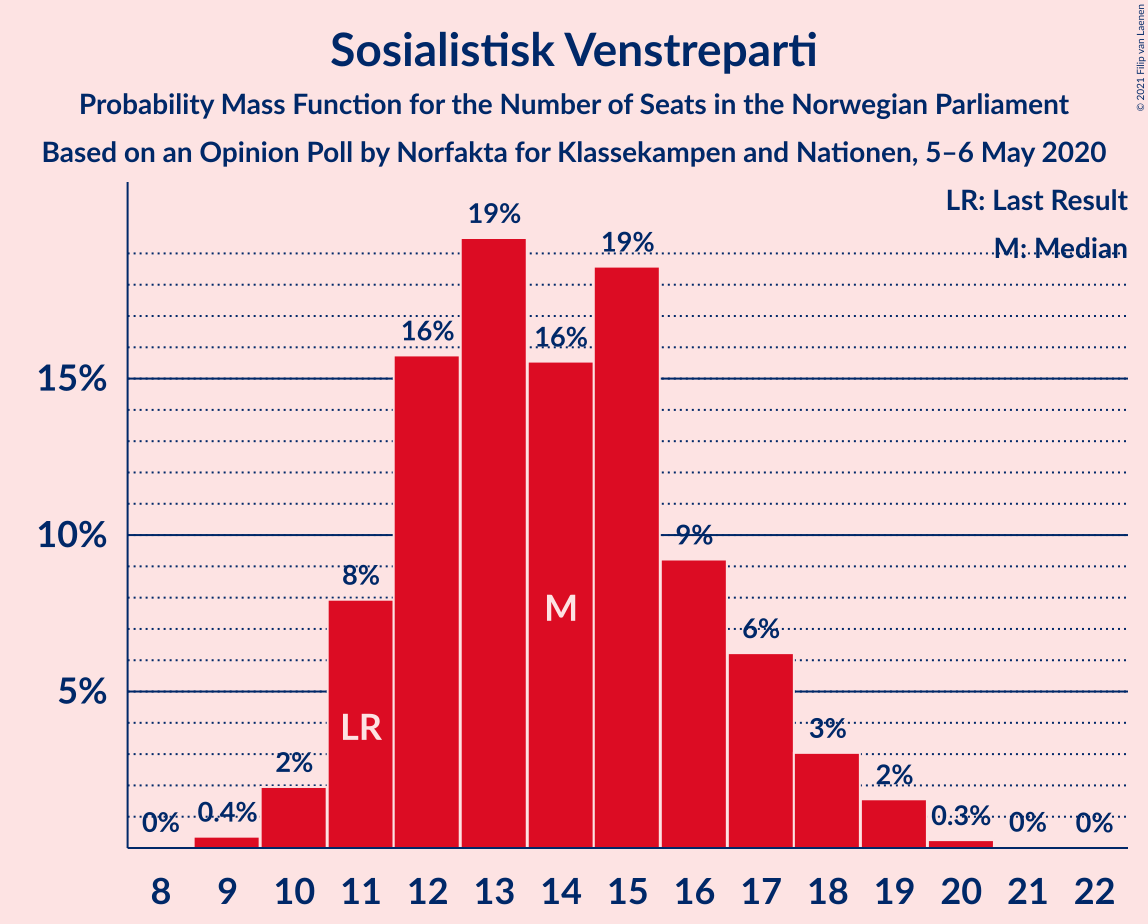 Sosialistisk Venstreparti
Probability Mass Function for the Number of Seats in the Norwegian Parliament
Based on an Opinion Poll by Norfakta for Klassekampen and Nationen, 5–6 May 2020
© 2021 Filip van Laenen
LR: Last Result
M: Median
19%
19%
16%
16%
15%
10%
9%
8%
6%
5%
M
LR
3%
2%
2%
0%
0.4%
0.3%
0%
0%
8 9 10 11 12 13 14 15 16 17 18 19 20 21 22